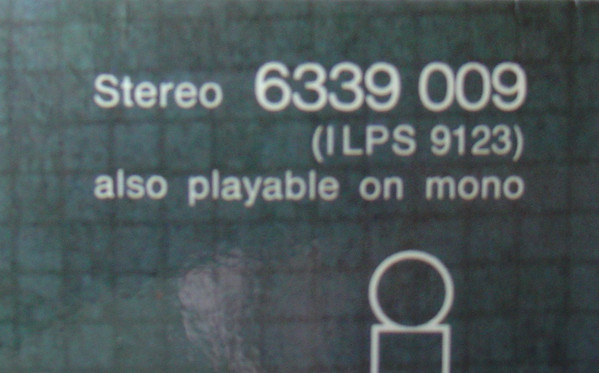 Stereo 6339 009
(ILPS 9123)
also playable on mono